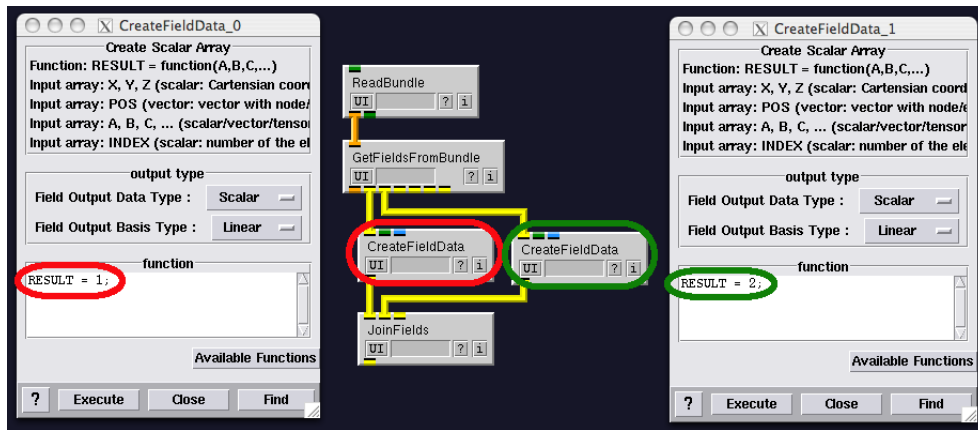 CreateFieldData_0
Create Scalar Array
Function: RESULT = function(A,B,C,...)
Input array: X, Y, Z (scalar: Cartensian coord
Input array: POS (vector: vector with node/
Input array: A, B, C, ... (scalar/vector/tensor
Input array: INDEX (scalar: number of the el
output type
Field Output Data Type : Scalar
Field Output Basis Type : Linear
function
RESULT = 1;
Available Functions
? Execute Close Find
ReadBundle
UI ? i
GetFieldsFromBundle
UI ? i
CreateFieldData
UI ? i
CreateFieldData
UI ? i
JoinFields
UI ? i
CreateFieldData_1
Create Scalar Array
Function: RESULT = function(A,B,C,...)
Input array: X, Y, Z (scalar: Cartensian coord
Input array: POS (vector: vector with node/e
Input array: A, B, C, ... (scalar/vector/tensor
Input array: INDEX (scalar: number of the ele
output type
Field Output Data Type : Scalar
Field Output Basis Type : Linear
function
RESULT = 2;
Available Functions
? Execute Close Find